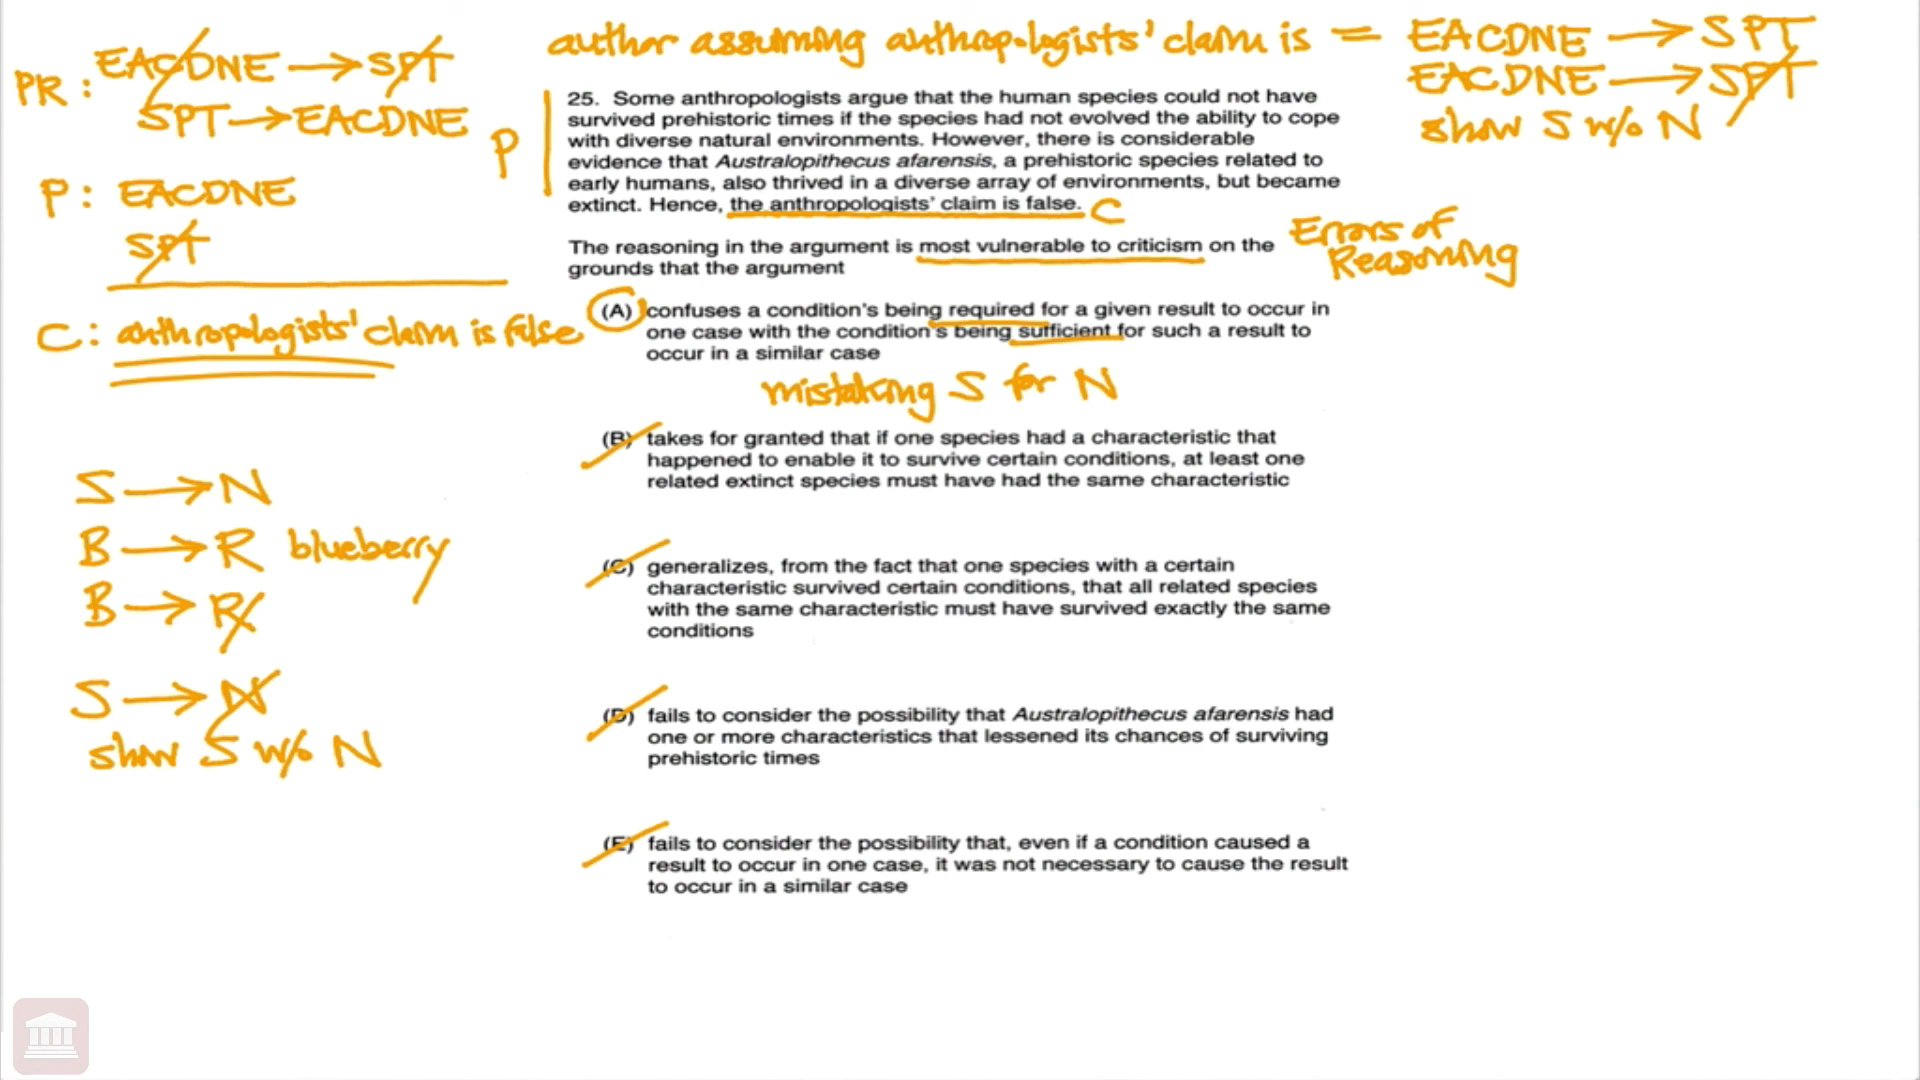 author assuming anthropologists' claim is = EACDNE → SPT
EACDNE → SPT
show S w/o N
PR: EACDNE → SPT
SPT → EACDNE
P
P: EACDNE
SPT
C: anthropologists' claim is false
25. Some anthropologists argue that the human species could not have
survived prehistoric times if the species had not evolved the ability to cope
with diverse natural environments. However, there is considerable
evidence that Australopithecus afarensis, a prehistoric species related to
early humans, also thrived in a diverse array of environments, but became
extinct. Hence, the anthropologists' claim is false. C
The reasoning in the argument is most vulnerable to criticism on the
grounds that the argument
Errors of
Reasoning
(A) confuses a condition's being required for a given result to occur in
one case with the condition's being sufficient for such a result to
occur in a similar case
mistaking S for N
(B) takes for granted that if one species had a characteristic that
happened to enable it to survive certain conditions, at least one
related extinct species must have had the same characteristic
(C) generalizes, from the fact that one species with a certain
characteristic survived certain conditions, that all related species
with the same characteristic must have survived exactly the same
conditions
(D) fails to consider the possibility that Australopithecus afarensis had
one or more characteristics that lessened its chances of surviving
prehistoric times
(E) fails to consider the possibility that, even if a condition caused a
result to occur in one case, it was not necessary to cause the result
to occur in a similar case
S → N
B → R blueberry
B → R
S → N
show S w/o N